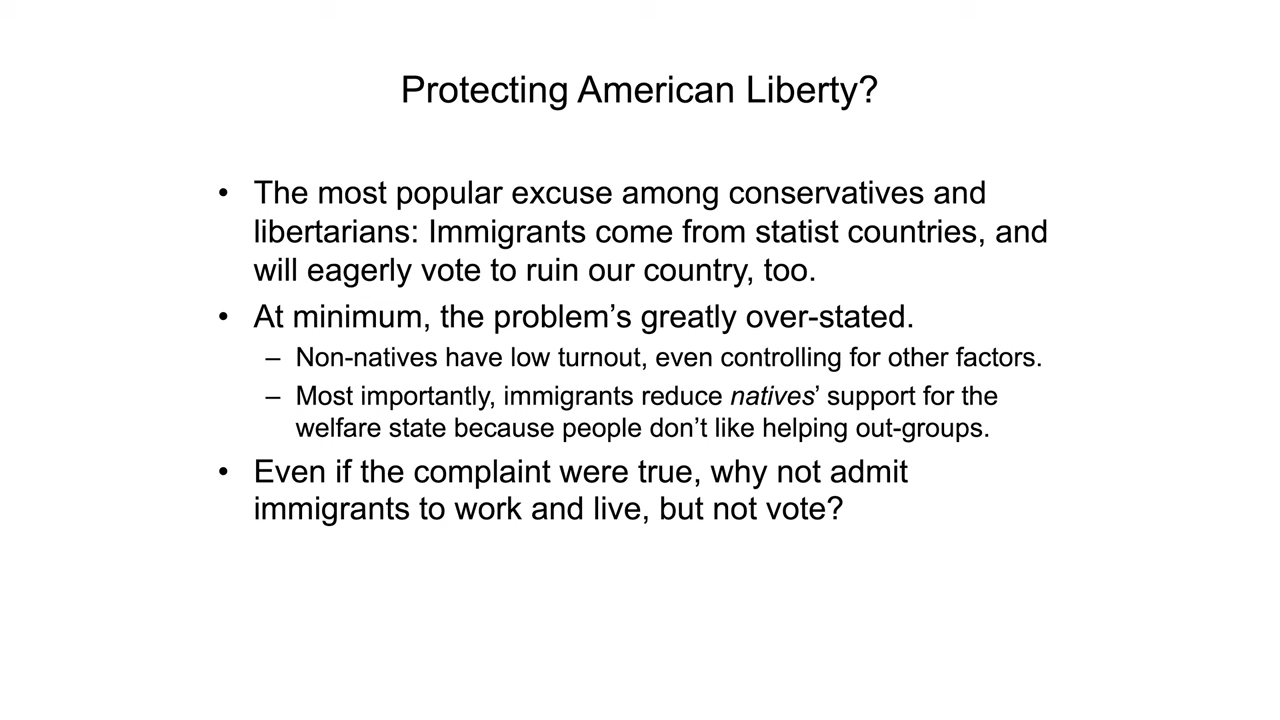 Protecting American Liberty?
• The most popular excuse among conservatives and
libertarians: Immigrants come from statist countries, and
will eagerly vote to ruin our country, too.
• At minimum, the problem’s greatly over-stated.
– Non-natives have low turnout, even controlling for other factors.
– Most importantly, immigrants reduce natives’ support for the
welfare state because people don’t like helping out-groups.
• Even if the complaint were true, why not admit
immigrants to work and live, but not vote?